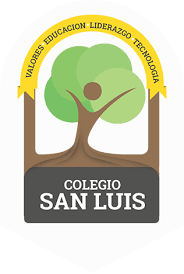 VALORES EDUCACION LIDERAZGO TECNOLOGIA
COLEGIO
SAN LUIS